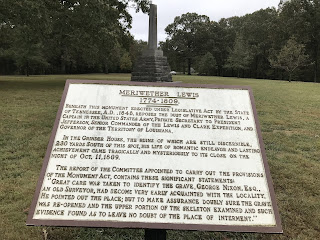 MERIWETHER LEWIS
1774-1809.
BENEATH THIS MONUMENT ERECTED UNDER LEGISLATIVE ACT BY THE STATE
OF TENNESSEE, A.D., 1848, REPOSES THE DUST OF MERIWETHER LEWIS, A
CAPTAIN IN THE UNITED STATES ARMY, PRIVATE SECRETARY TO PRESIDENT
JEFFERSON, SENIOR COMMANDER OF THE LEWIS AND CLARK EXPEDITION, AND
GOVERNOR OF THE TERRITORY OF LOUISIANA.
IN THE GRINDER HOUSE, THE RUINS OF WHICH ARE STILL DISCERNIBLE,
230 YARDS SOUTH OF THIS SPOT, HIS LIFE OF ROMANTIC ENDEAVOR AND LASTING
ACHIEVEMENT CAME TRAGICALLY AND MYSTERIOUSLY TO ITS CLOSE ON THE
NIGHT OF OCT. 11, 1809.
THE REPORT OF THE COMMITTEE APPOINTED TO CARRY OUT THE PROVISIONS
OF THE MONUMENT ACT, CONTAINS THESE SIGNIFICANT STATEMENTS:
"GREAT CARE WAS TAKEN TO IDENTIFY THE GRAVE. GEORGE NIXON, ESQ.,
AN OLD SURVEYOR, HAD BECOME VERY EARLY ACQUAINTED WITH THE LOCALITY.
HE POINTED OUT THE PLACE; BUT TO MAKE ASSURANCE DOUBLY SURE THE GRAVE
WAS RE-OPENED AND THE UPPER PORTION OF THE SKELETON EXAMINED AND SUCH
EVIDENCE FOUND AS TO LEAVE NO DOUBT OF THE PLACE OF INTERMENT."